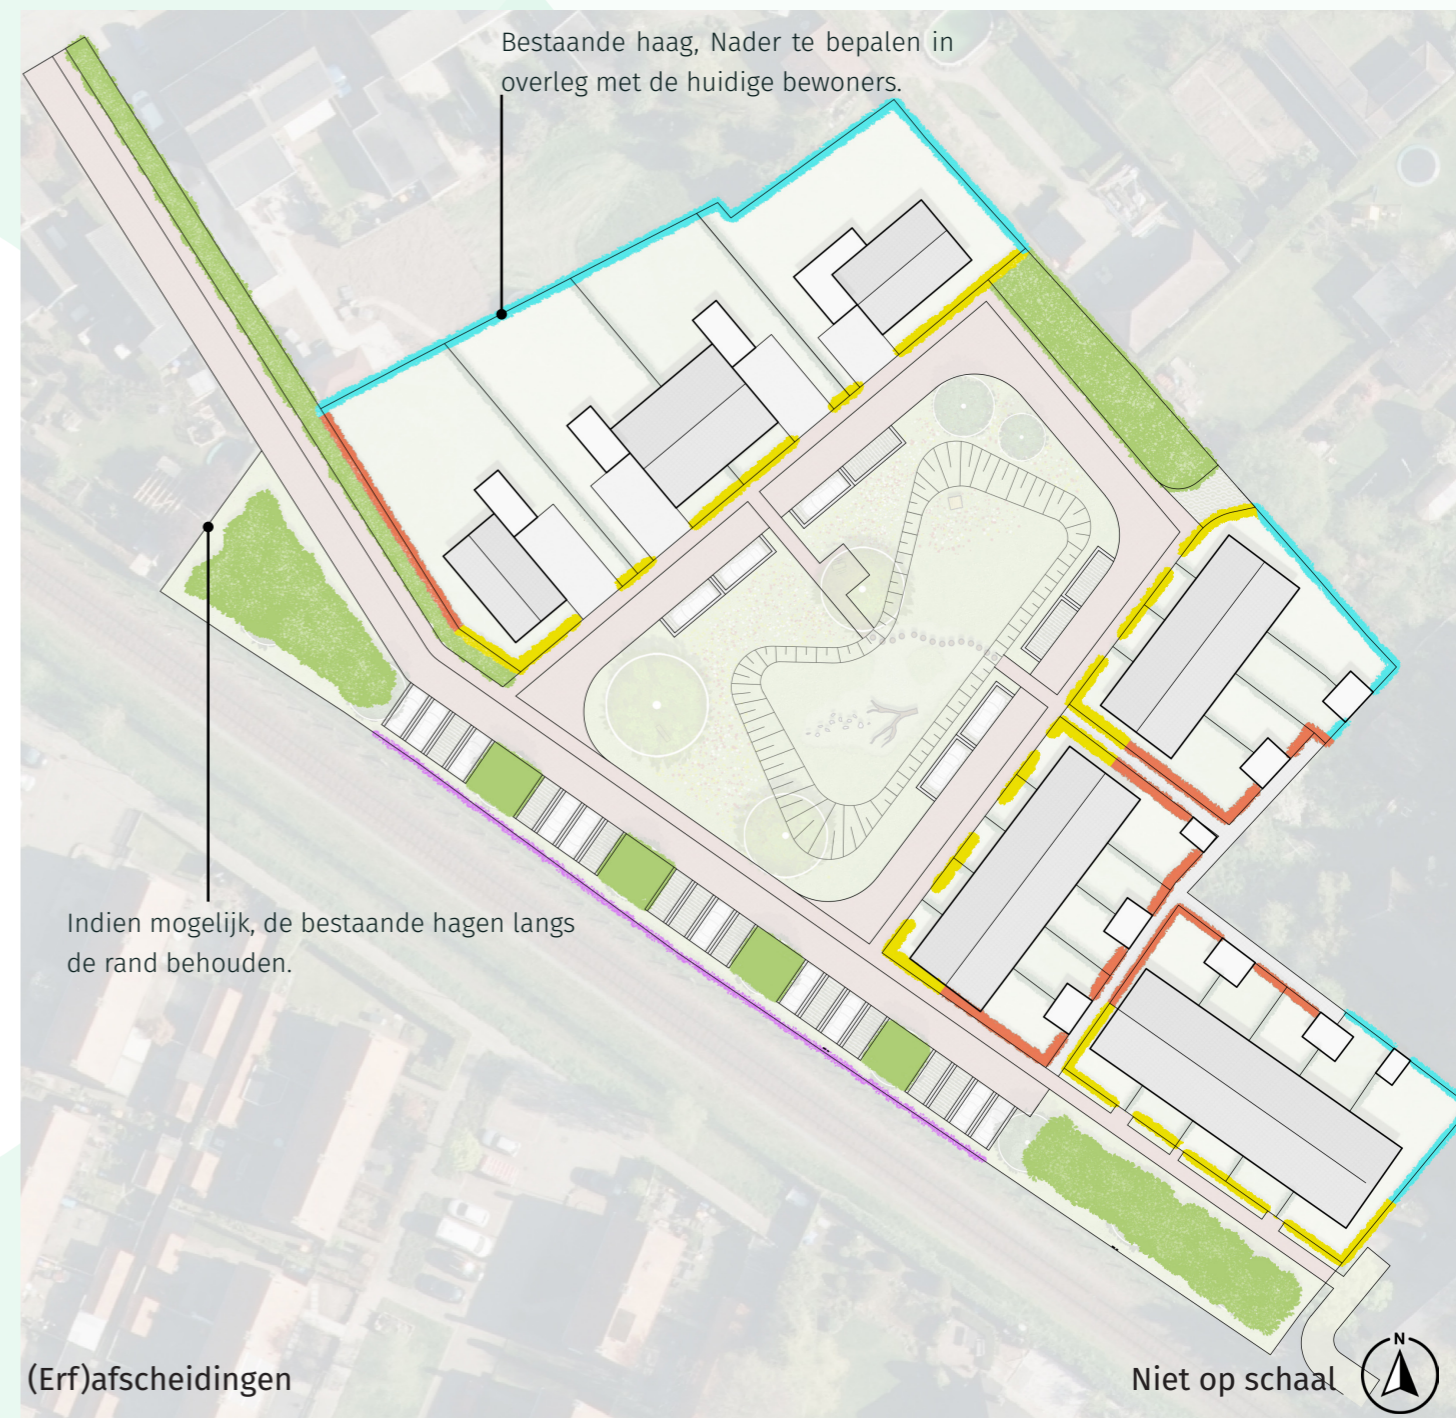 Bestaande haag, Nader te bepalen in
overleg met de huidige bewoners.
Indien mogelijk, de bestaande hagen langs
de rand behouden.
(Erf)afscheidingen
Niet op schaal
N